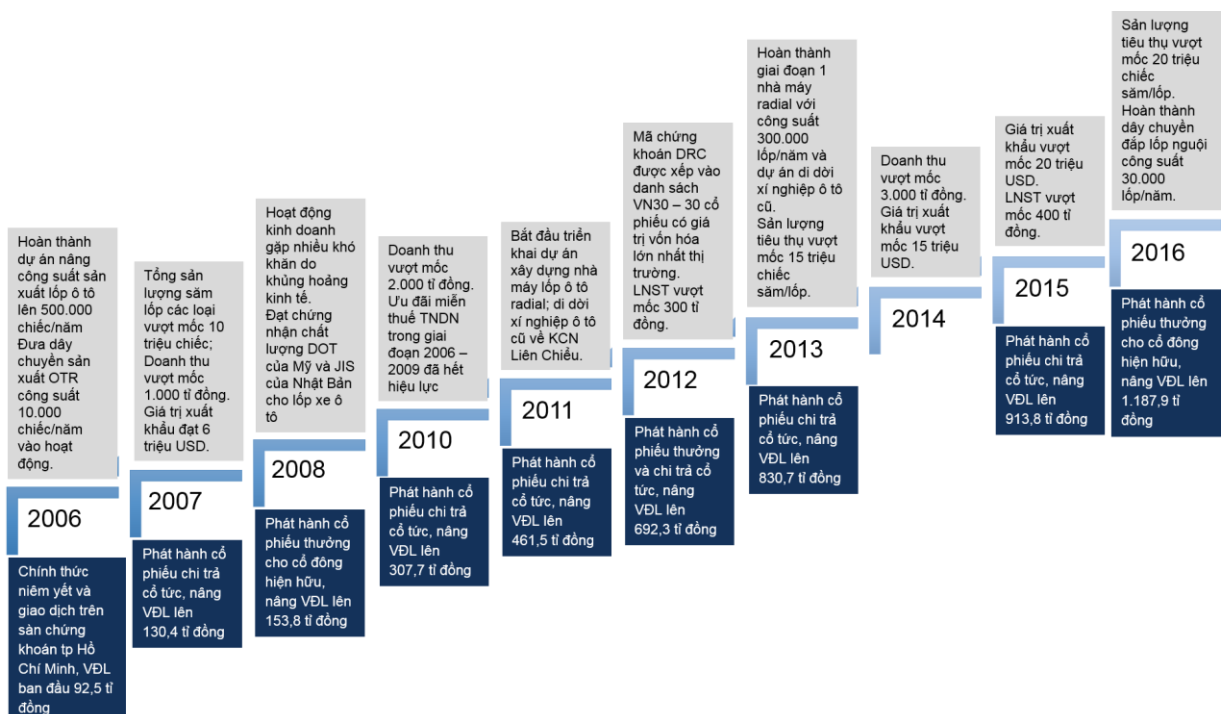 Hoàn thành
dự án nâng
công suất sản
xuất lốp ô tô
lên 500.000
chiếc/năm
Đưa dây
chuyền sản
xuất OTR
công suất
10.000
chiếc/năm
vào hoạt
động.
2006
Chính thức
niêm yết và
giao dịch trên
sàn chứng
khoán tp Hồ
Chí Minh, VĐL
ban đầu 92,5 tỉ
đồng
Tổng sản
lượng săm
lốp các loại
vượt mốc 10
triệu chiếc;
Doanh thu
vượt mốc
1.000 tỉ đồng.
Giá trị xuất
khẩu đạt 6
triệu USD.
2007
Phát hành cổ
phiếu chi trả
cổ tức, nâng
VĐL lên
130,4 tỉ đồng
Hoạt động
kinh doanh
gặp nhiều khó
khăn do
khủng hoảng
kinh tế.
Đạt chứng
nhận chất
lượng DOT
của Mỹ và JIS
của Nhật Bản
cho lốp xe ô
tô
2008
Phát hành cổ
phiếu thưởng
cho cổ đông
hiện hữu,
nâng VĐL lên
153,8 tỉ đồng
Doanh thu
vượt mốc
2.000 tỉ đồng.
Ưu đãi miễn
thuế TNDN
trong giai
đoạn 2006 –
2009 đã hết
hiệu lực
2010
Phát hành cổ
phiếu chi trả
cổ tức, nâng
VĐL lên
307,7 tỉ đồng
Bắt đầu triển
khai dự án
xây dựng nhà
máy lốp ô tô
radial; di dời
xí nghiệp ô tô
cũ về KCN
Liên Chiểu.
2011
Phát hành cổ
phiếu chi trả
cổ tức, nâng
VĐL lên
461,5 tỉ đồng
Mã chứng
khoán DRC
được xếp vào
danh sách
VN30 – 30 cổ
phiếu có giá
trị vốn hóa
lớn nhất thị
trường.
LNST vượt
mốc 300 tỉ
đồng.
2012
Phát hành cổ
phiếu thưởng
và chi trả cổ
tức, nâng
VĐL lên
692,3 tỉ đồng
Hoàn thành
giai đoạn 1
nhà máy
radial với
công suất
300.000
lốp/năm và
dự án di dời
xí nghiệp ô tô
cũ.
Sản lượng
tiêu thụ vượt
mốc 15 triệu
chiếc
săm/lốp.
2013
Phát hành cổ
phiếu chi trả
cổ tức, nâng
VĐL lên
830,7 tỉ đồng
Doanh thu
vượt mốc
3.000 tỉ đồng.
Giá trị xuất
khẩu vượt
mốc 15 triệu
USD.
2014
Giá trị xuất
khẩu vượt
mốc 20 triệu
USD.
LNST vượt
mốc 400 tỉ
đồng.
2015
Phát hành cổ
phiếu chi trả
cổ tức, nâng
VĐL lên
913,8 tỉ đồng
Sản lượng
tiêu thụ vượt
mốc 20 triệu
chiếc
săm/lốp.
Hoàn thành
dây chuyền
đắp lốp nguội
công suất
30.000
lốp/năm.
2016
Phát hành cổ
phiếu thưởng
cho cổ đông
hiện hữu,
nâng VĐL lên
1.187,9 tỉ
đồng